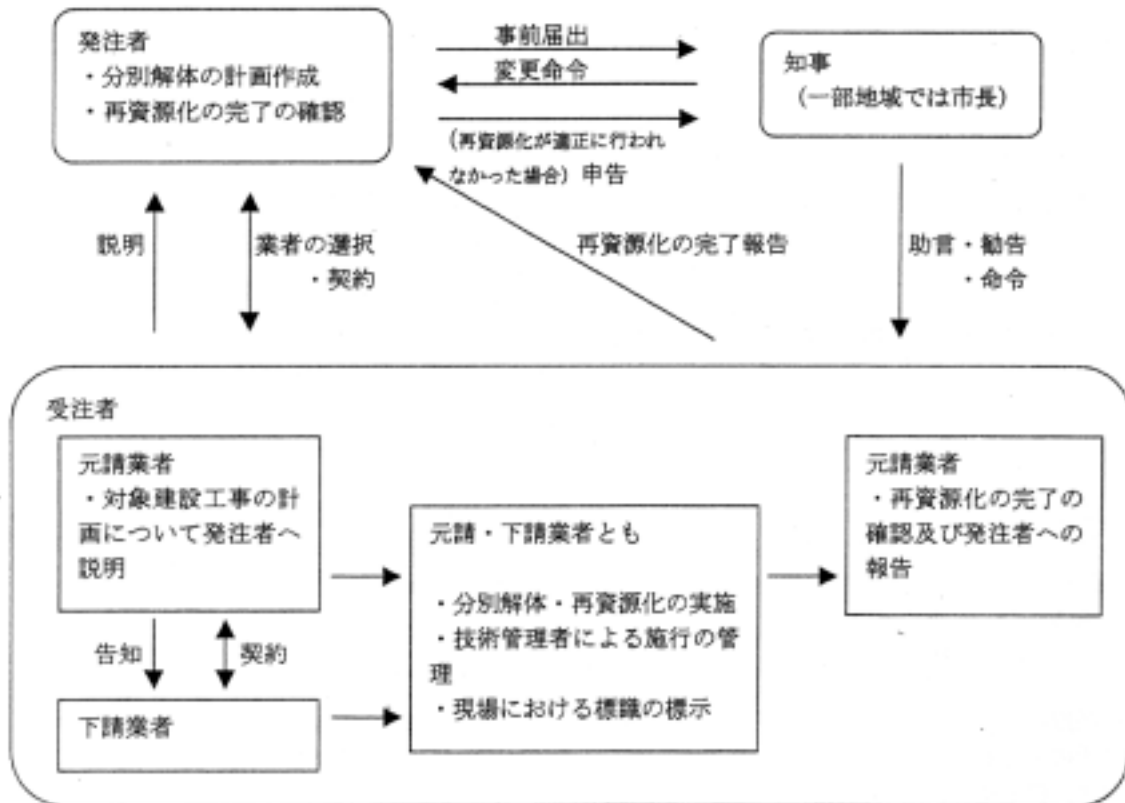 発注者
・分別解体の計画作成
・再資源化の完了の確認
事前届出
変更命令
(再資源化が適正に行われ
なかった場合) 申告
知事
(一部地域では市長)
説明
業者の選択
・契約
再資源化の完了報告
助言・勧告
・命令
受注者
元請業者
・対象建設工事の計
画について発注者へ
説明
告知
契約
下請業者
元請・下請業者とも
・分別解体・再資源化の実施
・技術管理者による施行の管
理
・現場における標識の標示
元請業者
・再資源化の完了の
確認及び発注者への
報告